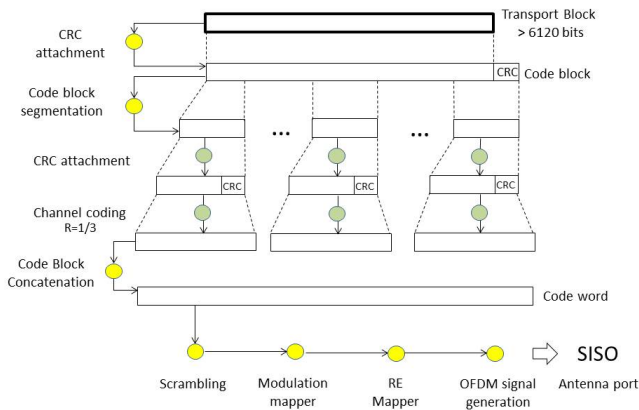 Transport Block
> 6120 bits
CRC
attachment
CRC
Code block
Code block
segmentation
...
...
CRC attachment
CRC
CRC
CRC
Channel coding
R=1/3
Code Block
Concatenation
Code word
SISO
Scrambling
Modulation
mapper
RE
Mapper
OFDM signal
generation
Antenna port